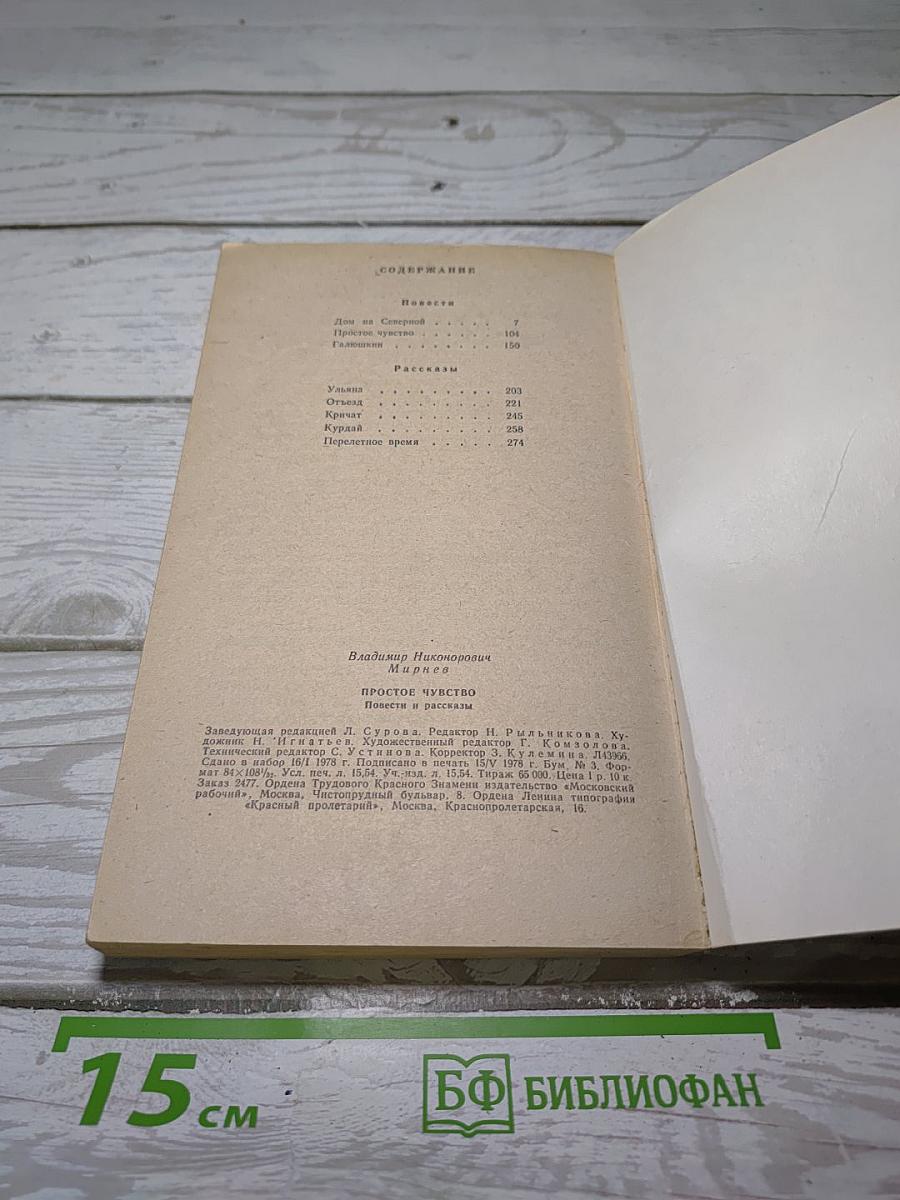 СОДЕРЖАНИЕ
Повести
Дом на Северной . . . . . 7
Простое чувство . . . . . . 104
Галюшкин . . . . . . . . 150
Рассказы
Ульяна . . . . . . . . . 203
Отъезд . . . . . . . . . 221
Кричат . . . . . . . . . 245
Курдай . . . . . . . . . 258
Перелетное время . . . . . 274
Владимир Никонорович
Мирнев
ПРОСТОЕ ЧУВСТВО
Повести и рассказы
Заведующая редакцией Л. Сурова. Редактор Н. Рыльникова. Ху-
дожник Н. Игнатьев. Художественный редактор Г. Комзолова.
Технический редактор С. Устинова. Корректор З. Кулемина. Л43966.
Сдано в набор 16/I 1978 г. Подписано в печать 15/V 1978 г. Бум. № 3. Фор-
мат 84×108¹/₃₂. Усл. печ. л. 15,54. Уч.-изд. л. 15,54. Тираж 65 000. Цена 1 р. 10 к.
Заказ 2477. Ордена Трудового Красного Знамени издательство «Московский
рабочий», Москва, Чистопрудный бульвар, 8. Ордена Ленина типография
«Красный пролетарий», Москва, Краснопролетарская, 16.
15 см
БФ БИБЛИОФАН